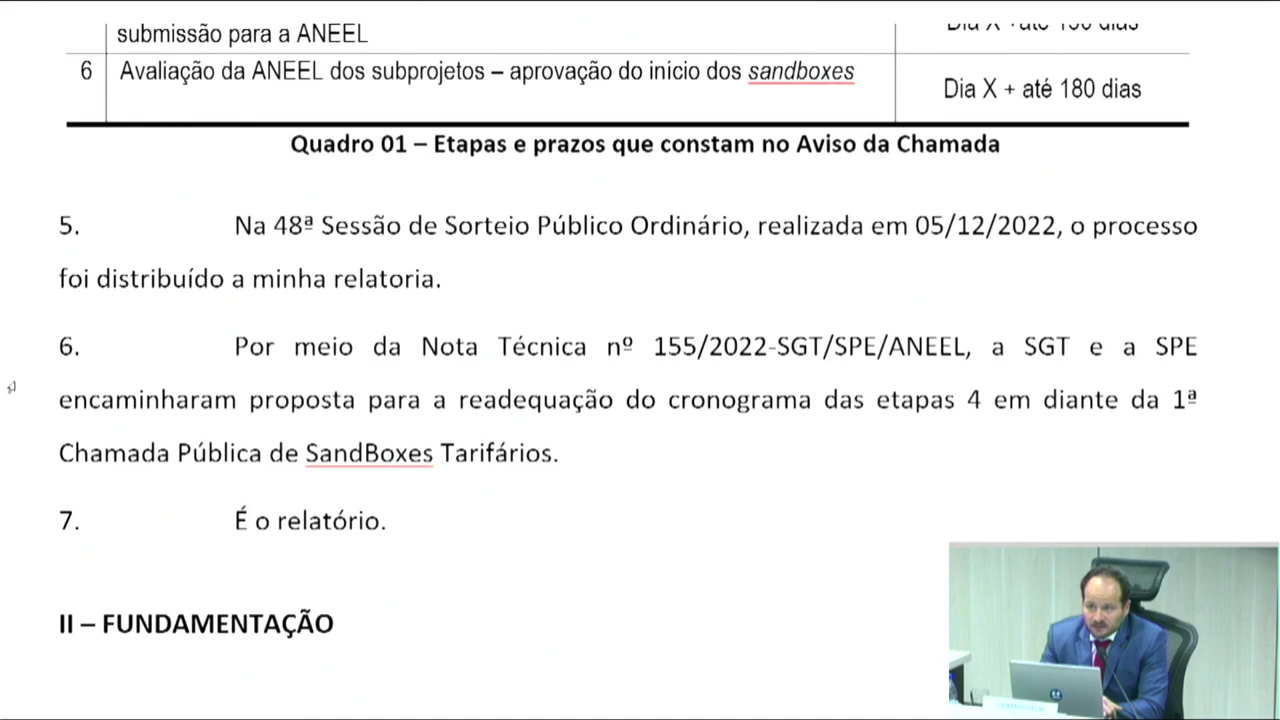 submissão para a ANEEL
6 Avaliação da ANEEL dos subprojetos – aprovação do início dos sandboxes
Dia X + até 180 dias
Quadro 01 – Etapas e prazos que constam no Aviso da Chamada
5. Na 48ª Sessão de Sorteio Público Ordinário, realizada em 05/12/2022, o processo
foi distribuído a minha relatoria.
6. Por meio da Nota Técnica nº 155/2022-SGT/SPE/ANEEL, a SGT e a SPE
encaminharam proposta para a readequação do cronograma das etapas 4 em diante da 1ª
Chamada Pública de SandBoxes Tarifários.
7. É o relatório.
II – FUNDAMENTAÇÃO